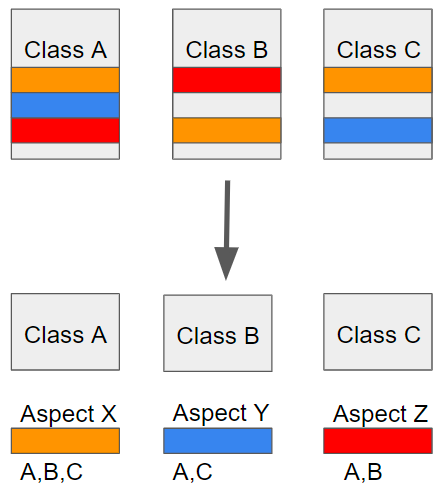 Class A
Class B
Class C
Class A
Class B
Class C
Aspect X
Aspect Y
Aspect Z
A,B,C
A,C
A,B